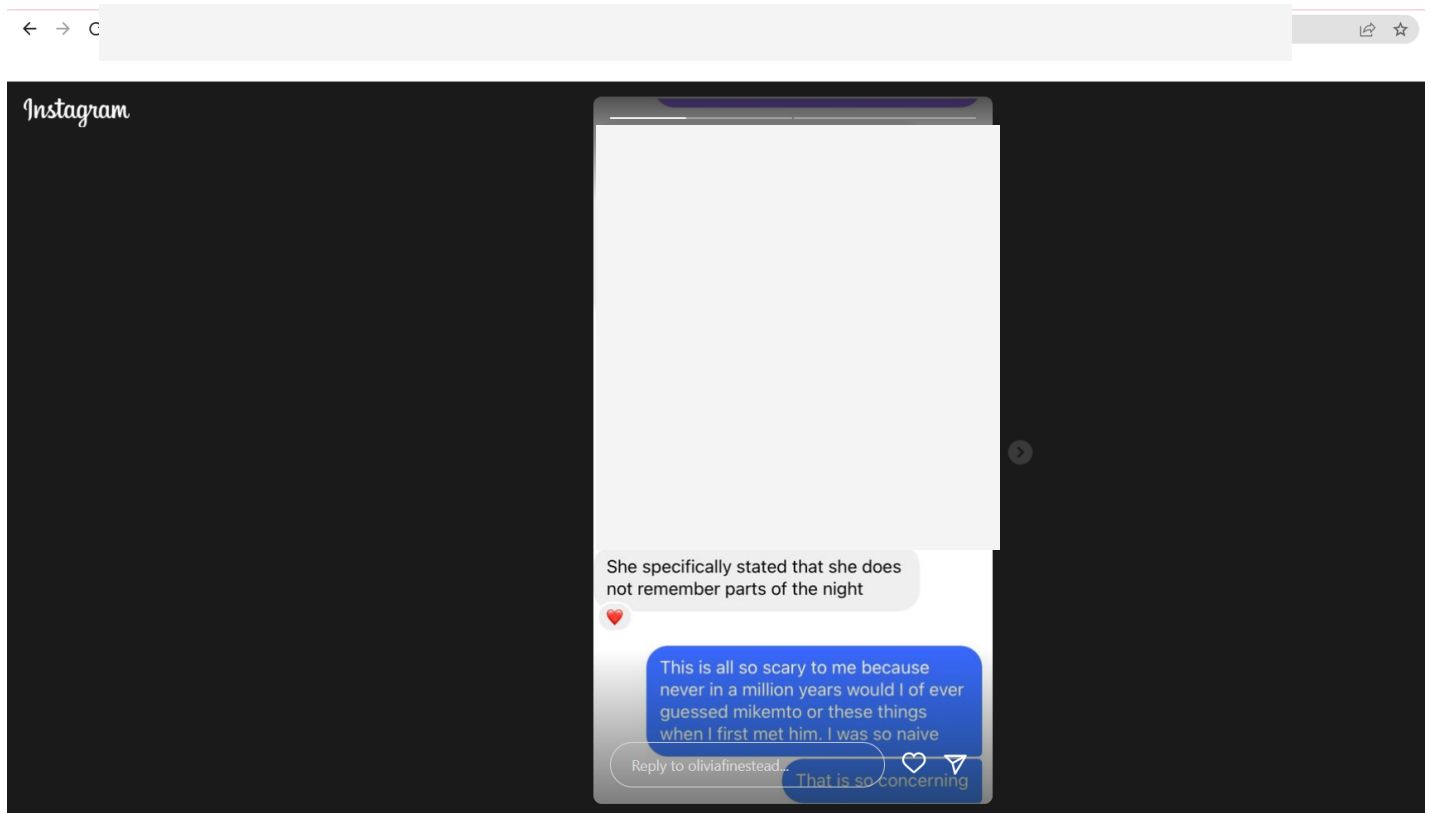 Instagram
She specifically stated that she does
not remember parts of the night
This is all so scary to me because
never in a million years would I of ever
guessed mikemto or these things
when I first met him. I was so naive
Reply to oliviafinestead...
That is so concerning